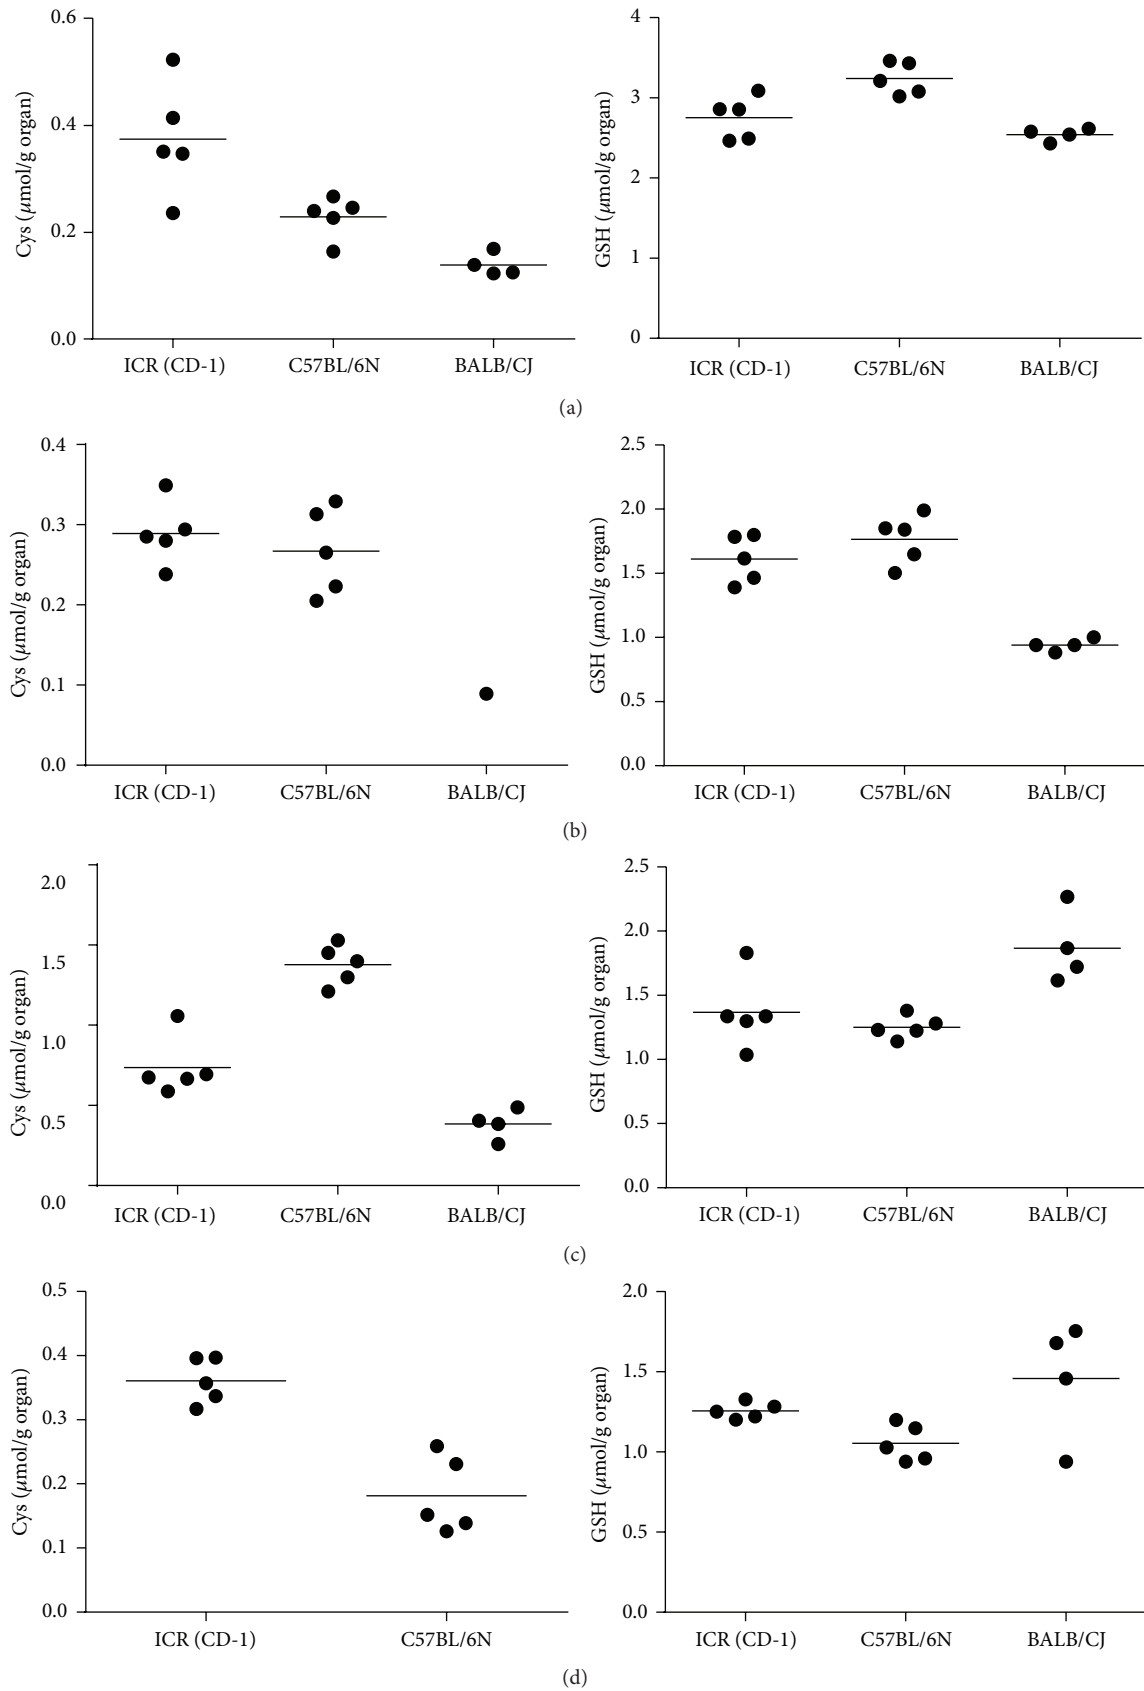 0.6
0.4
0.2
0.0
Cys (μmol/g organ)
ICR (CD-1) C57BL/6N BALB/CJ
4
3
2
1
0
GSH (μmol/g organ)
ICR (CD-1) C57BL/6N BALB/CJ
(a)
0.4
0.3
0.2
0.1
0.0
Cys (μmol/g organ)
ICR (CD-1) C57BL/6N BALB/CJ
2.5
2.0
1.5
1.0
0.5
0.0
GSH (μmol/g organ)
ICR (CD-1) C57BL/6N BALB/CJ
(b)
2.0
1.5
1.0
0.5
0.0
Cys (μmol/g organ)
ICR (CD-1) C57BL/6N BALB/CJ
2.5
2.0
1.5
1.0
0.5
0.0
GSH (μmol/g organ)
ICR (CD-1) C57BL/6N BALB/CJ
(c)
0.5
0.4
0.3
0.2
0.1
0.0
Cys (μmol/g organ)
ICR (CD-1) C57BL/6N
2.0
1.5
1.0
0.5
0.0
GSH (μmol/g organ)
ICR (CD-1) C57BL/6N BALB/CJ
(d)